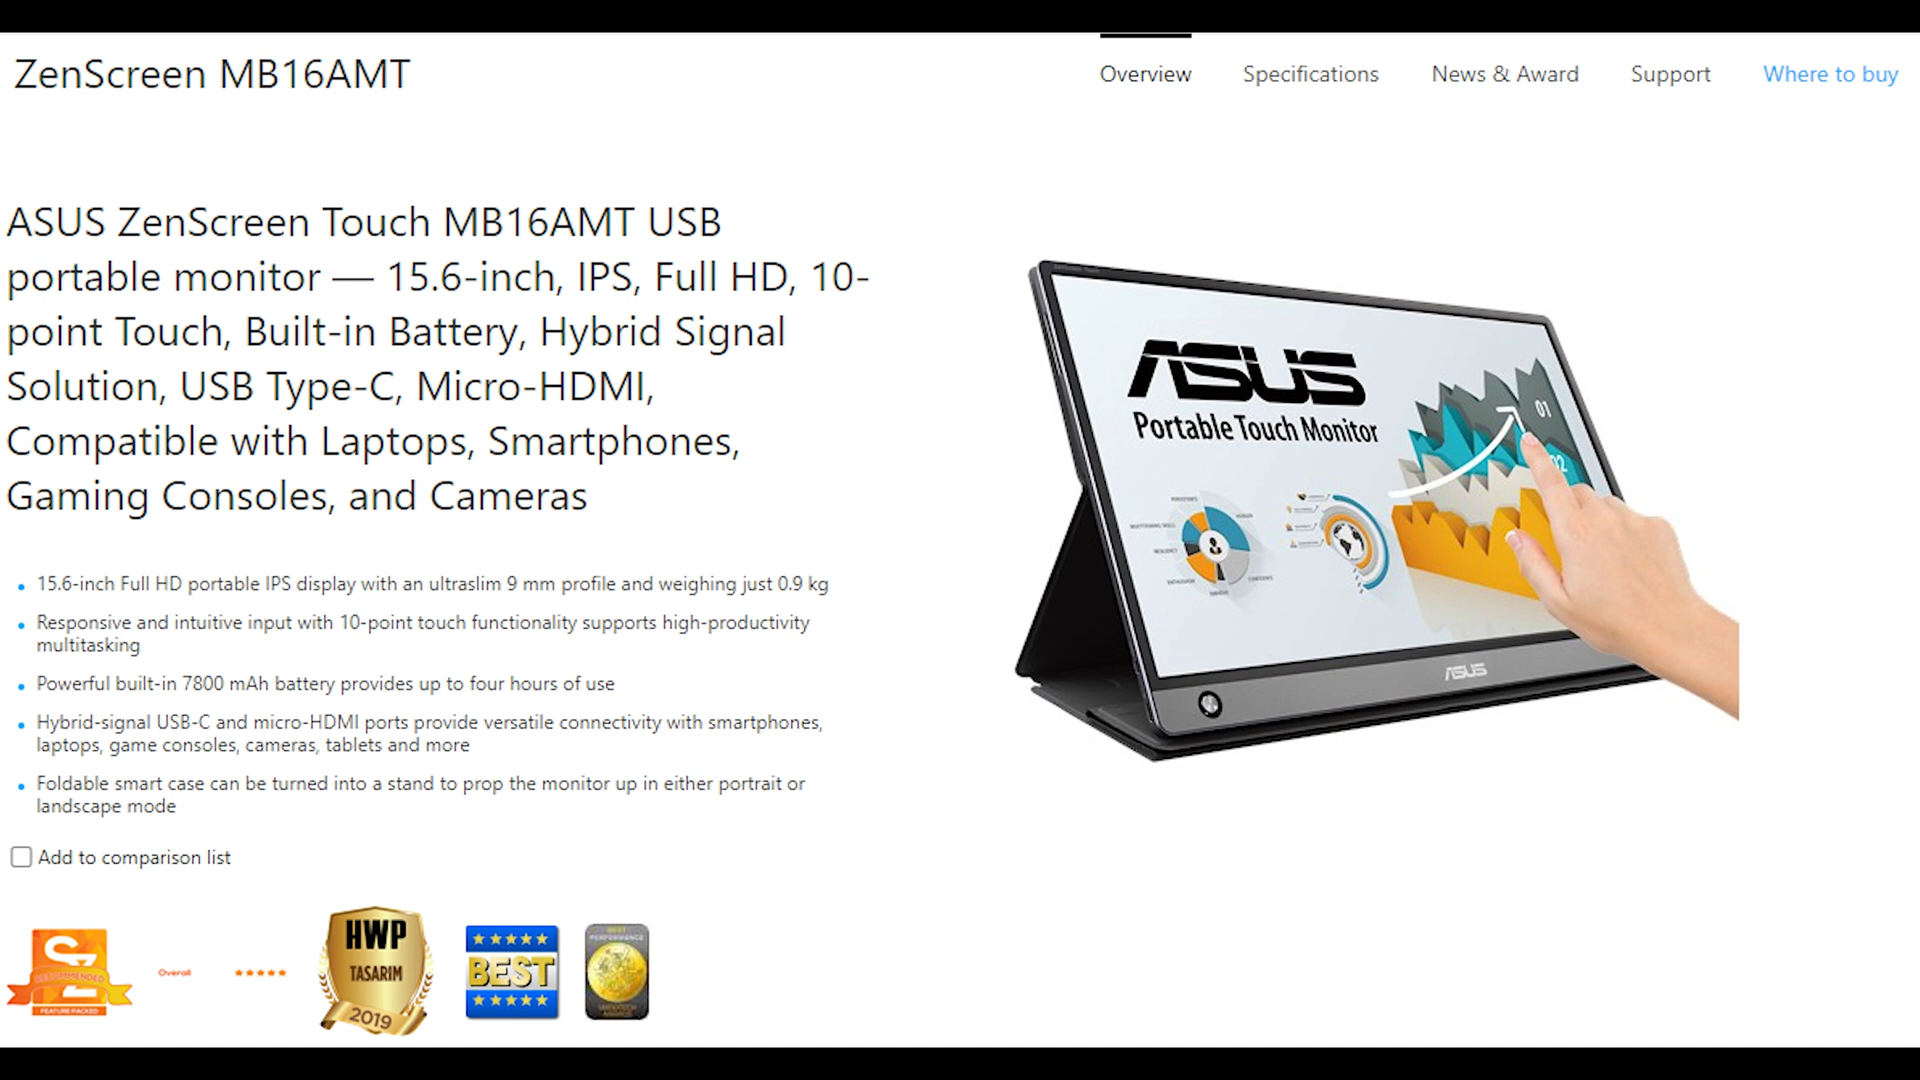 ZenScreen MB16AMT
Overview
Specifications
News & Award
Support
Where to buy
ASUS ZenScreen Touch MB16AMT USB
portable monitor — 15.6-inch, IPS, Full HD, 10-
point Touch, Built-in Battery, Hybrid Signal
Solution, USB Type-C, Micro-HDMI,
Compatible with Laptops, Smartphones,
Gaming Consoles, and Cameras
15.6-inch Full HD portable IPS display with an ultraslim 9 mm profile and weighing just 0.9 kg
Responsive and intuitive input with 10-point touch functionality supports high-productivity
multitasking
Powerful built-in 7800 mAh battery provides up to four hours of use
Hybrid-signal USB-C and micro-HDMI ports provide versatile connectivity with smartphones,
laptops, game consoles, cameras, tablets and more
Foldable smart case can be turned into a stand to prop the monitor up in either portrait or
landscape mode
Add to comparison list
ASUS
Portable Touch Monitor
01
02
ASUS
RECOMMENDED
FEATURE PACKED
Overall
HWP
TASARIM
2019
BEST
BEST
PERFORMANCE